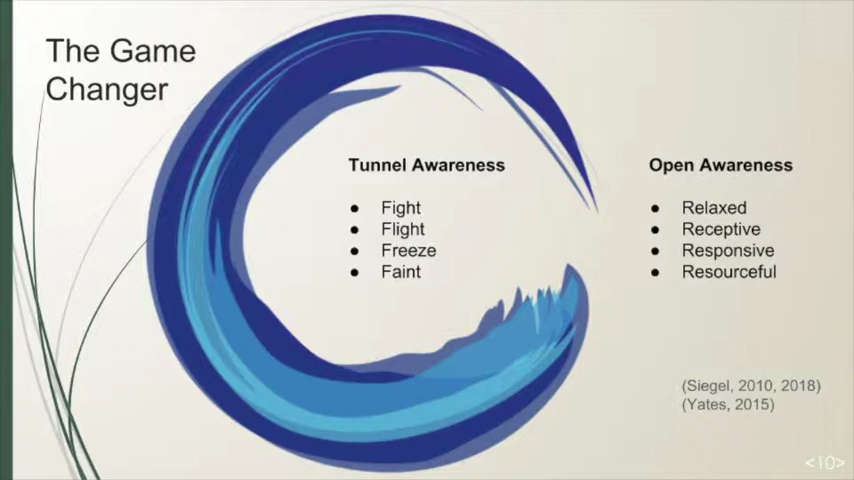 The Game
Changer
Tunnel Awareness
● Fight
● Flight
● Freeze
● Faint
Open Awareness
● Relaxed
● Receptive
● Responsive
● Resourceful
(Siegel, 2010, 2018)
(Yates, 2015)
<10>